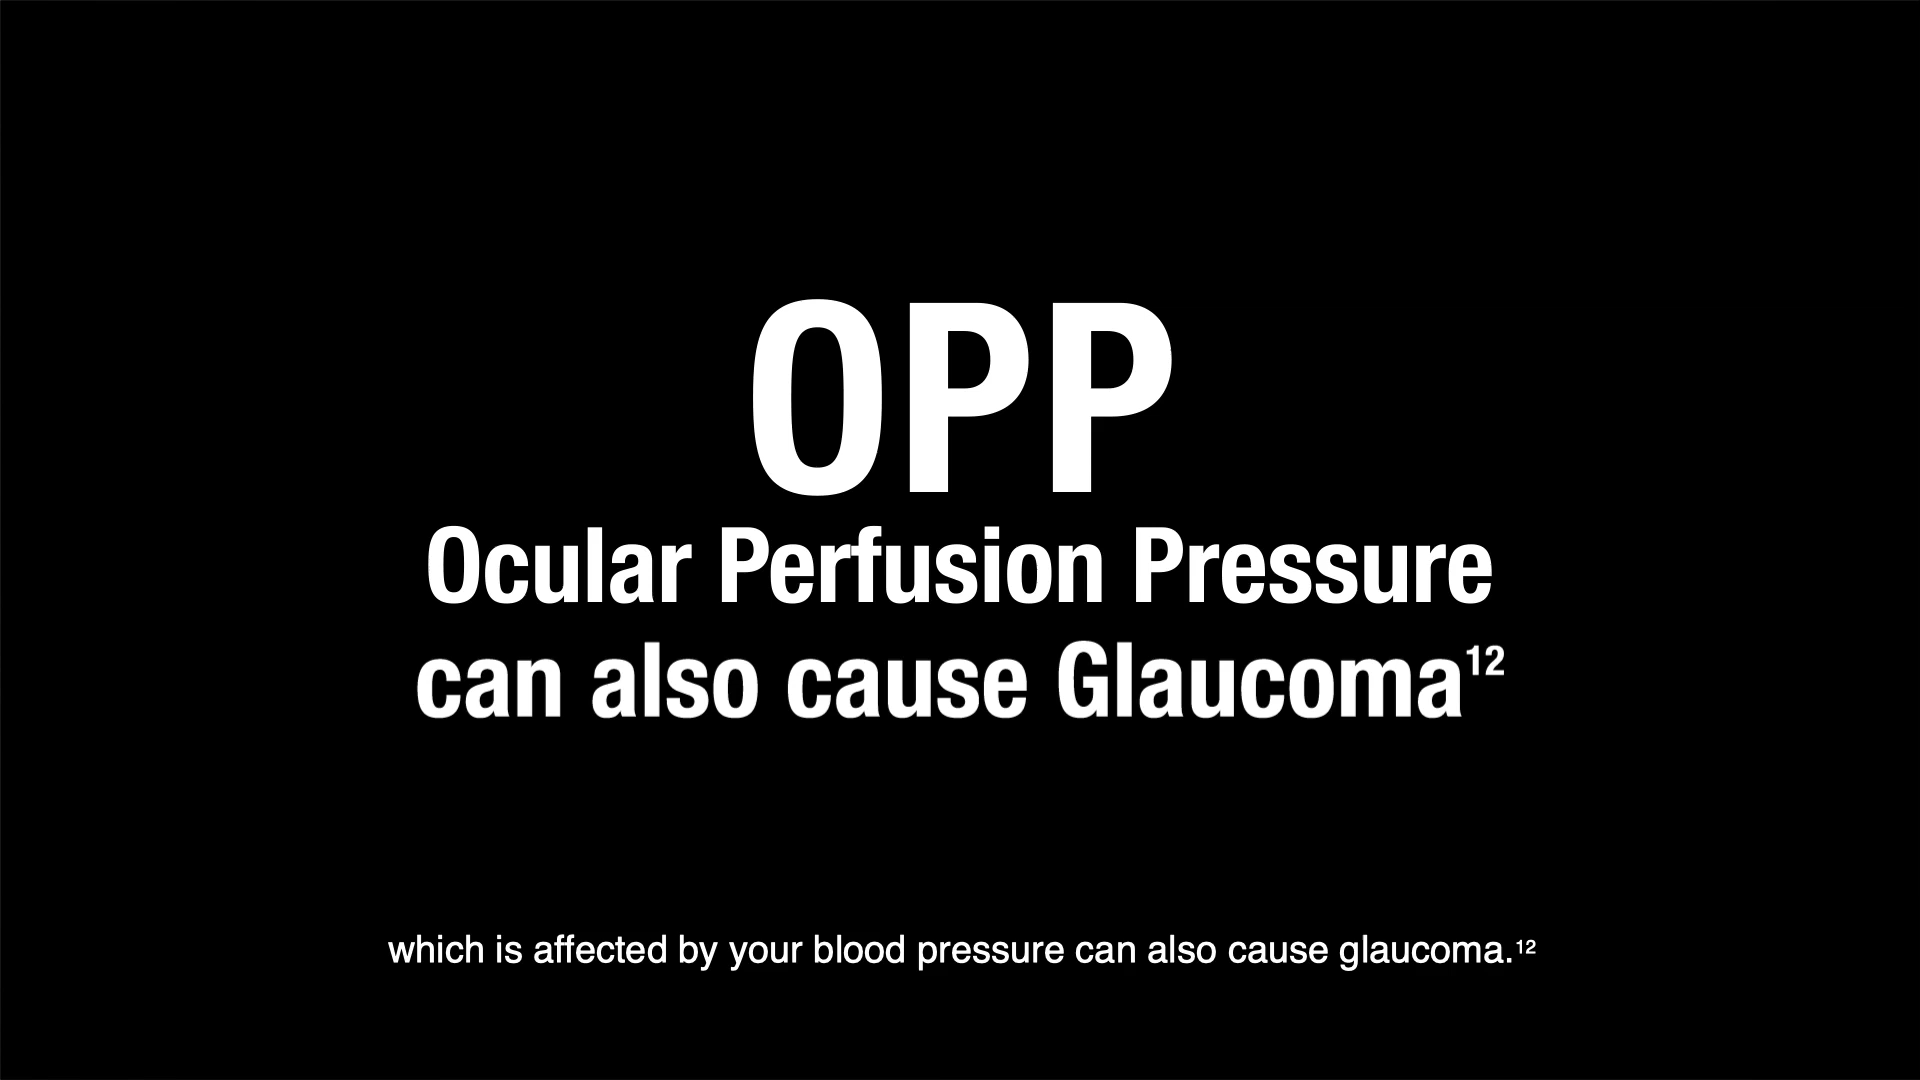 OPP
Ocular Perfusion Pressure
can also cause Glaucoma¹²
which is affected by your blood pressure can also cause glaucoma.¹²